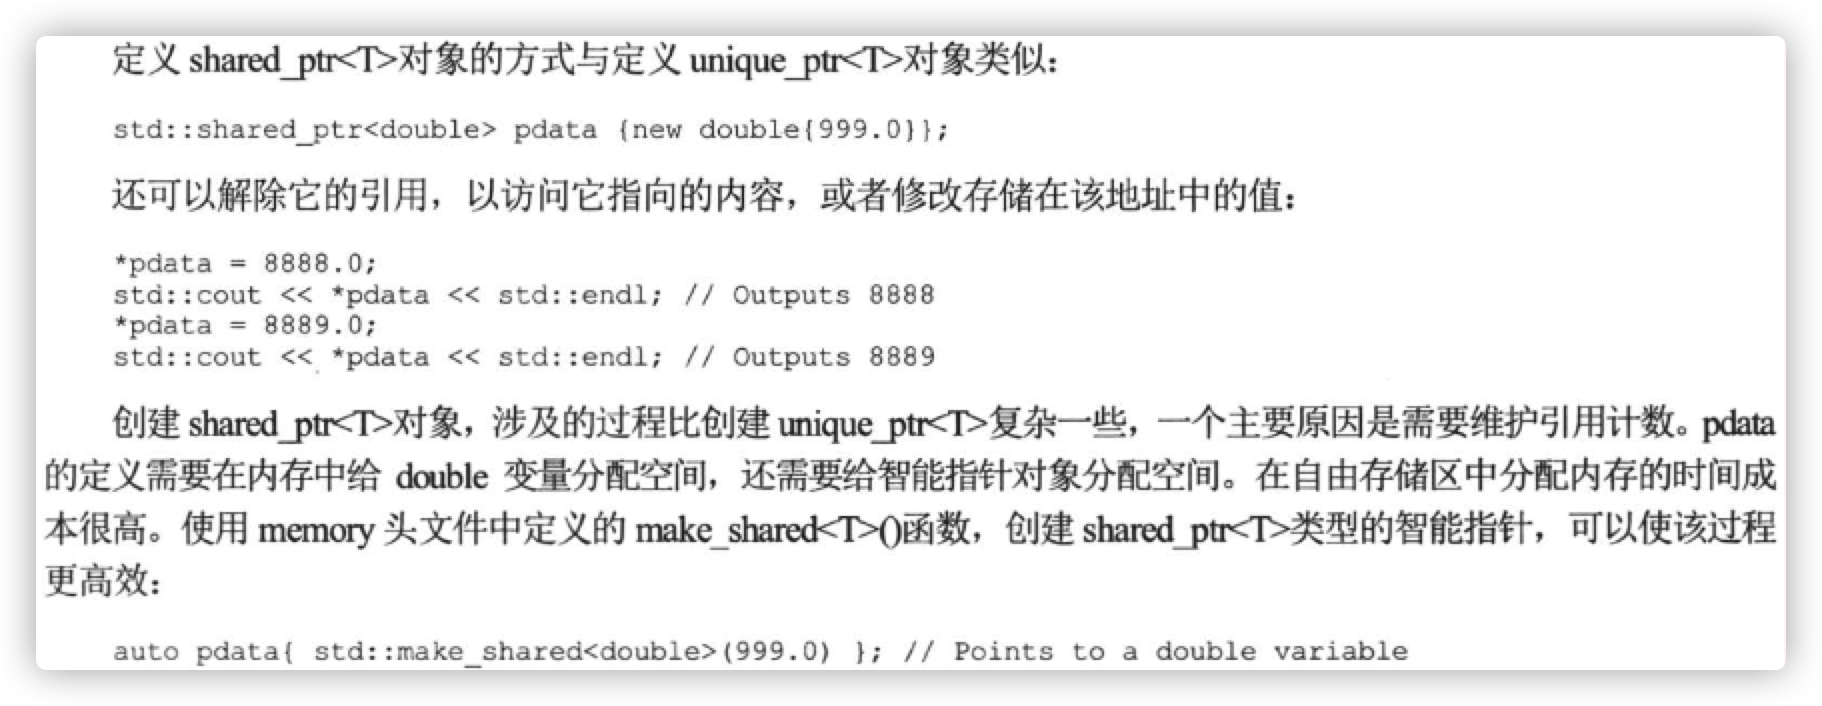 定义 shared_ptr<T>对象的方式与定义 unique_ptr<T>对象类似：
std::shared_ptr<double> pdata {new double{999.0}};
还可以解除它的引用，以访问它指向的内容，或者修改存储在该地址中的值：
*pdata = 8888.0;
std::cout << *pdata << std::endl; // Outputs 8888
*pdata = 8889.0;
std::cout << *pdata << std::endl; // Outputs 8889
创建 shared_ptr<T>对象，涉及的过程比创建 unique_ptr<T>复杂一些，一个主要原因是需要维护引用计数。pdata
的定义需要在内存中给 double 变量分配空间，还需要给智能指针对象分配空间。在自由存储区中分配内存的时间成
本很高。使用 memory 头文件中定义的 make_shared<T>()函数，创建 shared_ptr<T>类型的智能指针，可以使该过程
更高效：
auto pdata{ std::make_shared<double>(999.0) }; // Points to a double variable